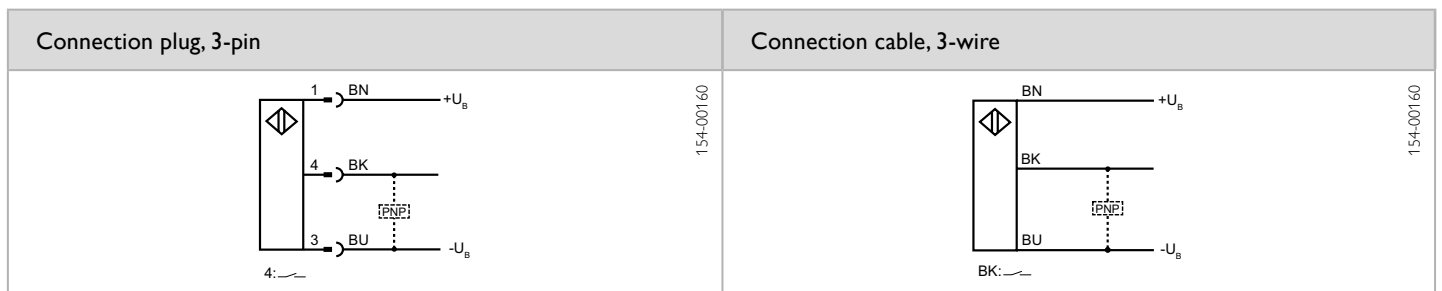 Connection plug, 3-pin
Connection cable, 3-wire
1 BN +UB
4 BK
PNP
3 BU -UB
4:
154-00160
BN +UB
BK
PNP
BU -UB
BK:
154-00160